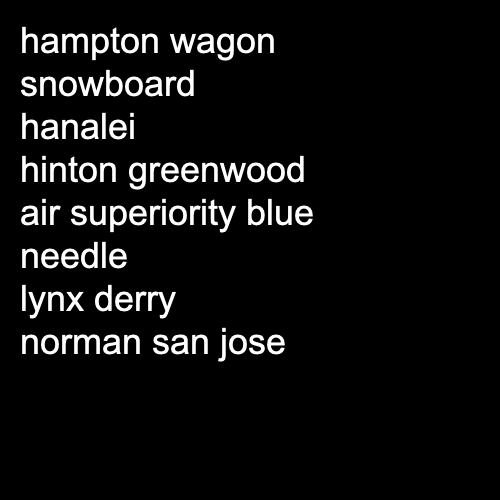 hampton wagon
snowboard
hanalei
hinton greenwood
air superiority blue
needle
lynx derry
norman san jose